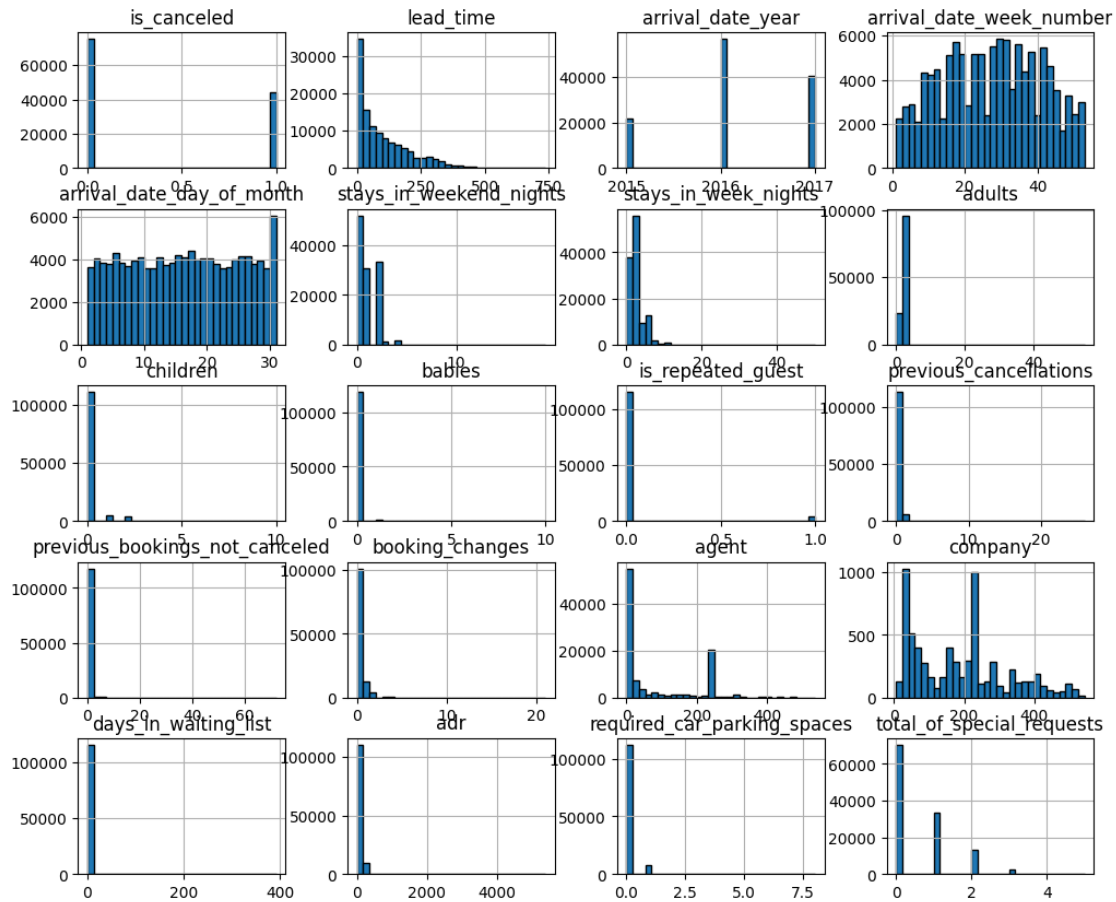 is_canceled lead_time arrival_date_year arrival_date_week_number
60000
40000
20000
0
0.0 0.5 1.0
30000
20000
10000
0
0 250 500 750
40000
20000
0
2015 2016 2017
6000
4000
2000
0
0 20 40
arrival_date_day_of_month stays_in_weekend_nights stays_in_week_nights adults
6000
4000
2000
0
0 10 20 30
40000
20000
0
0 10
40000
20000
0
0 20 40
100000
50000
0
0 20 40
children babies is_repeated_guest previous_cancellations
100000
50000
0
0 5 10
100000
50000
0
0 5 10
100000
50000
0
0.0 0.5 1.0
100000
50000
0
0 10 20
previous_bookings_not_canceled booking_changes agent company
100000
50000
0
0 20 40 60
100000
50000
0
0 10 20
40000
20000
0
0 200 400
1000
500
0
0 200 400
days_in_waiting_list adr required_car_parking_spaces total_of_special_requests
100000
50000
0
0 200 400
100000
50000
0
0 2000 4000
100000
50000
0
0.0 2.5 5.0 7.5
60000
40000
20000
0
0 2 4